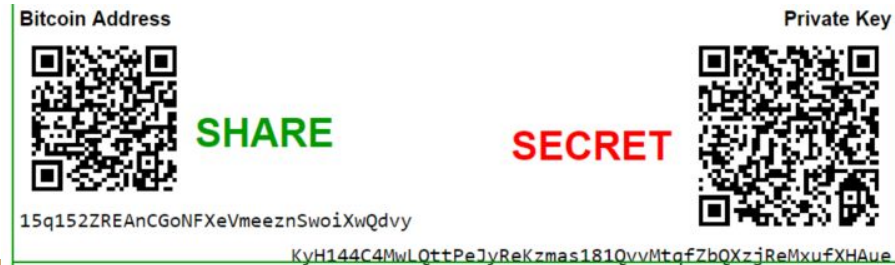 Bitcoin Address
Private Key
SHARE
SECRET
15q152ZREAnCGoNFXeVmeeznSwoiXwQdvy
KyH144C4MwLQttPeJyReKzmas181QvvMtqfZbQXzjReMxufXHAue